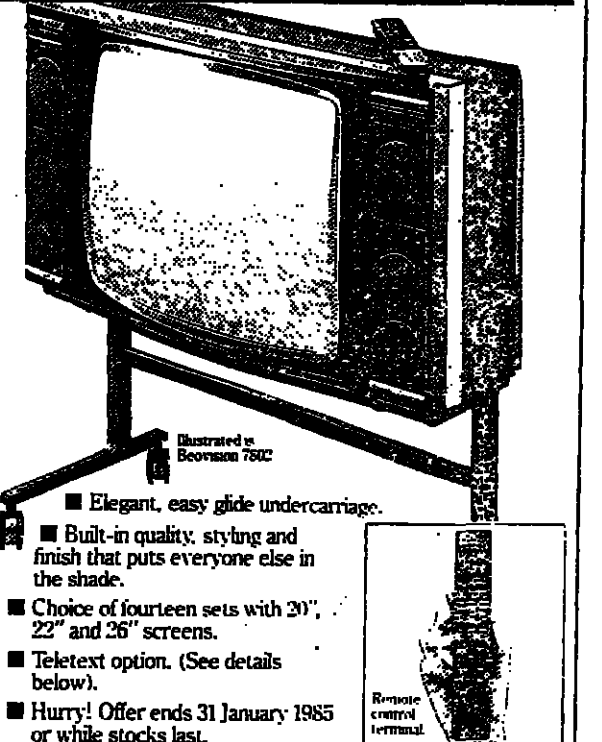 Illustrated is
Beovision 7802
■ Elegant, easy glide undercarriage.
■ Built-in quality, styling and
finish that puts everyone else in
the shade.
■ Choice of fourteen sets with 20",
22" and 26" screens.
■ Teletext option. (See details
below).
■ Hurry! Offer ends 31 January 1985
or while stocks last.
Remote
control
terminal.